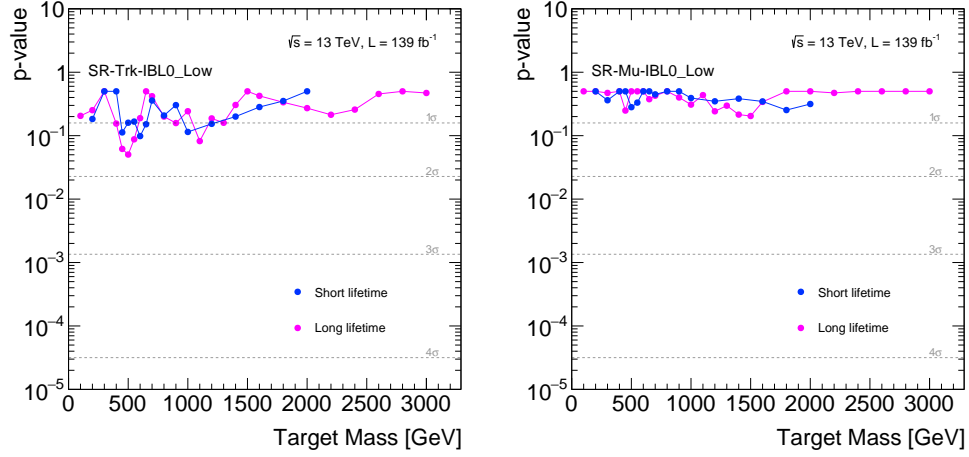 p-value
10
1
10⁻¹
10⁻²
10⁻³
10⁻⁴
10⁻⁵
√s = 13 TeV, L = 139 fb⁻¹
SR-Trk-IBL0_Low
1σ
2σ
3σ
4σ
Short lifetime
Long lifetime
0 500 1000 1500 2000 2500 3000
Target Mass [GeV]
p-value
10
1
10⁻¹
10⁻²
10⁻³
10⁻⁴
10⁻⁵
√s = 13 TeV, L = 139 fb⁻¹
SR-Mu-IBL0_Low
1σ
2σ
3σ
4σ
Short lifetime
Long lifetime
0 500 1000 1500 2000 2500 3000
Target Mass [GeV]